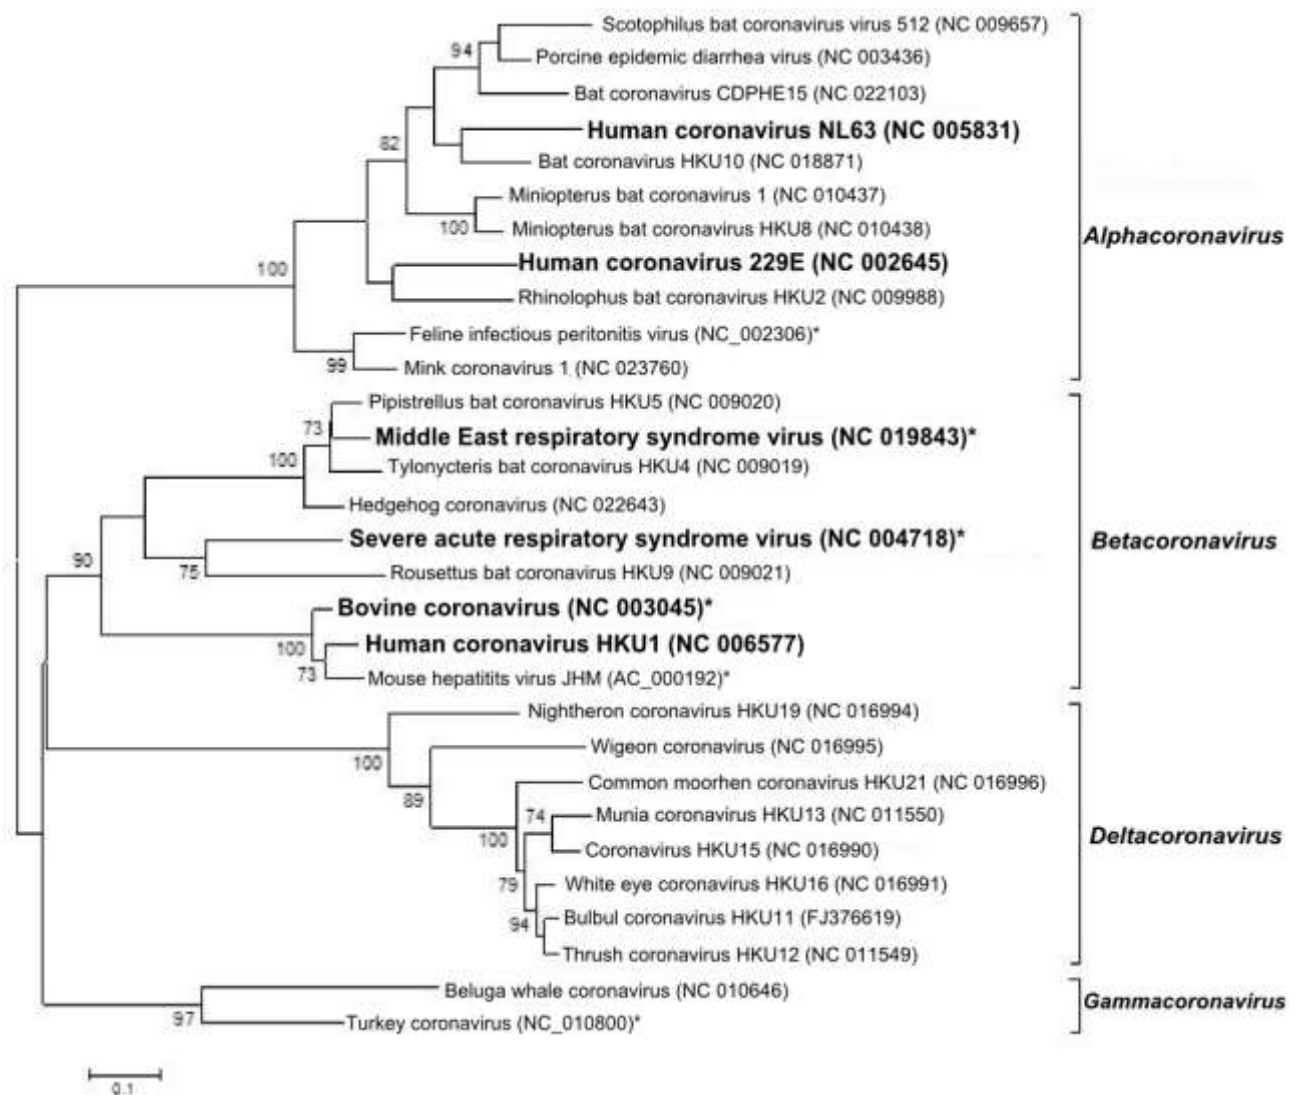 Scotophilus bat coronavirus virus 512 (NC 009657)
94
Porcine epidemic diarrhea virus (NC 003436)
Bat coronavirus CDPHE15 (NC 022103)
Human coronavirus NL63 (NC 005831)
82
Bat coronavirus HKU10 (NC 018871)
Miniopterus bat coronavirus 1 (NC 010437)
100
Miniopterus bat coronavirus HKU8 (NC 010438)
Alphacoronavirus
Human coronavirus 229E (NC 002645)
100
Rhinolophus bat coronavirus HKU2 (NC 009988)
Feline infectious peritonitis virus (NC_002306)*
99
Mink coronavirus 1 (NC 023760)
Pipistrellus bat coronavirus HKU5 (NC 009020)
73
Middle East respiratory syndrome virus (NC 019843)*
100
Tylonycteris bat coronavirus HKU4 (NC 009019)
Hedgehog coronavirus (NC 022643)
Severe acute respiratory syndrome virus (NC 004718)*
Betacoronavirus
90
75
Rousettus bat coronavirus HKU9 (NC 009021)
Bovine coronavirus (NC 003045)*
100
Human coronavirus HKU1 (NC 006577)
73
Mouse hepatitits virus JHM (AC_000192)*
Nightheron coronavirus HKU19 (NC 016994)
Wigeon coronavirus (NC 016995)
100
Common moorhen coronavirus HKU21 (NC 016996)
89
74
Munia coronavirus HKU13 (NC 011550)
100
Deltacoronavirus
Coronavirus HKU15 (NC 016990)
79
White eye coronavirus HKU16 (NC 016991)
94
Bulbul coronavirus HKU11 (FJ376619)
Thrush coronavirus HKU12 (NC 011549)
Beluga whale coronavirus (NC 010646)
Gammacoronavirus
97
Turkey coronavirus (NC_010800)*
0.1